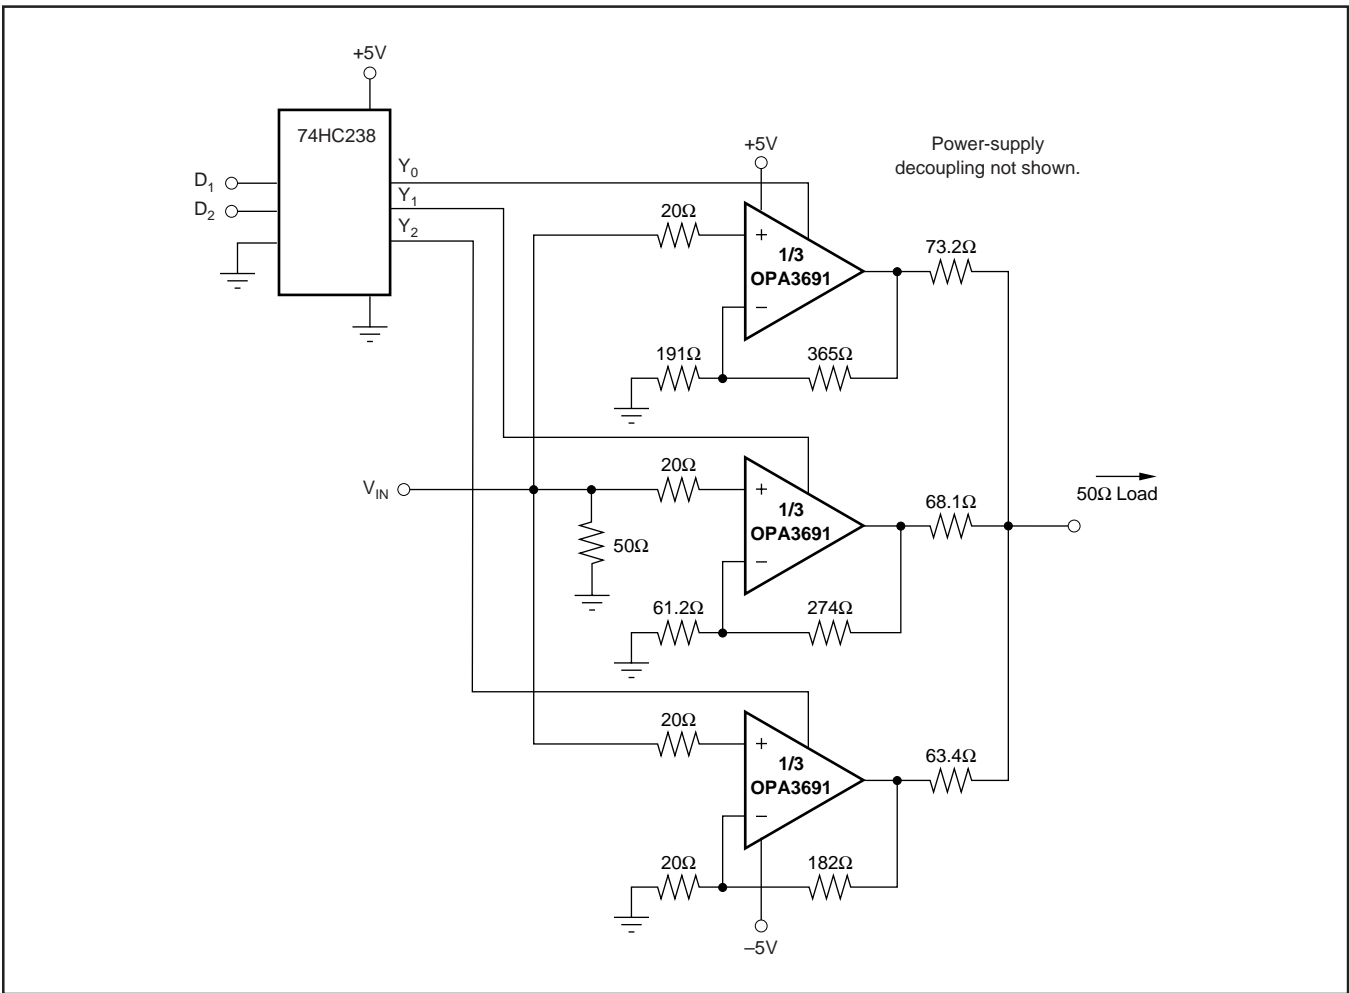 +5V
74HC238
D1
D2
Y0
Y1
Y2
+5V
Power-supply
decoupling not shown.
20Ω
+
1/3
OPA3691
−
73.2Ω
191Ω
365Ω
VIN
50Ω
20Ω
+
1/3
OPA3691
−
68.1Ω
50Ω Load
61.2Ω
274Ω
20Ω
+
1/3
OPA3691
−
63.4Ω
20Ω
182Ω
–5V